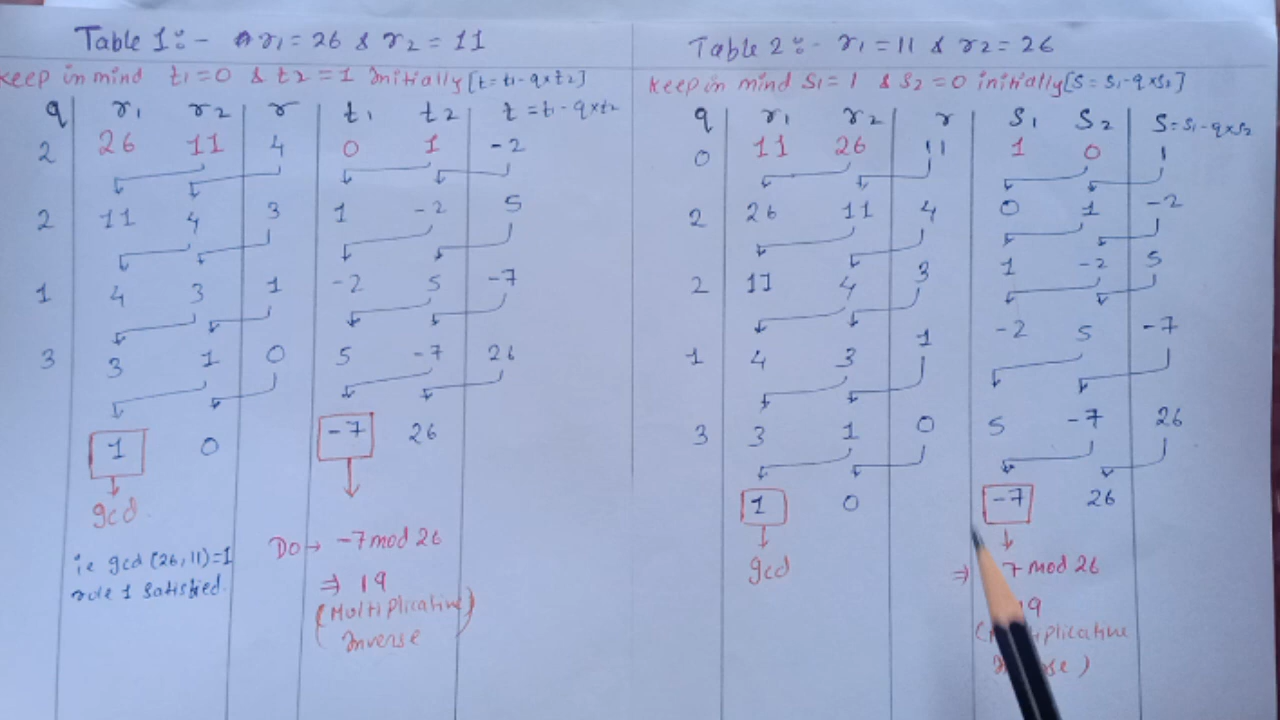 Table 1:- r1 = 26 & r2 = 11
Keep in mind t1=0 & t2 = 1 Initially [t = t1-q×t2]
q r1 r2 r t1 t2 t = t1-q×t2
2 26 11 4 0 1 -2
2 11 4 3 1 -2 5
1 4 3 1 -2 5 -7
3 3 1 0 5 -7 26
1 0 -7 26
gcd
ie gcd (26,11)=1
rule 1 Satisfied.
Do → -7 mod 26
⇒ 19
(Multiplicative
Inverse)
Table 2:- r1 = 11 & r2 = 26
Keep in mind S1=1 & S2=0 initially [S = S1-q×S2]
q r1 r2 r S1 S2 S=S1-q×S2
0 11 26 11 1 0 1
2 26 11 4 0 1 -2
2 11 4 3 1 -2 5
1 4 3 1 -2 5 -7
3 3 1 0 5 -7 26
1 0 -7 26
gcd
⇒ 7 mod 26
19